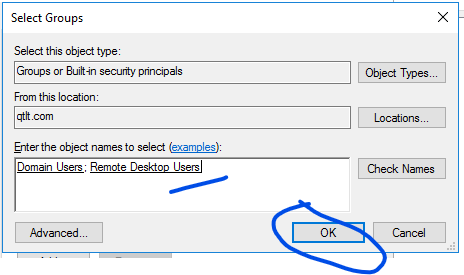 Select Groups
Select this object type:
Groups or Built-in security principals
Object Types...
From this location:
qtlt.com
Locations...
Enter the object names to select (examples):
Domain Users; Remote Desktop Users
Check Names
Advanced...
OK
Cancel